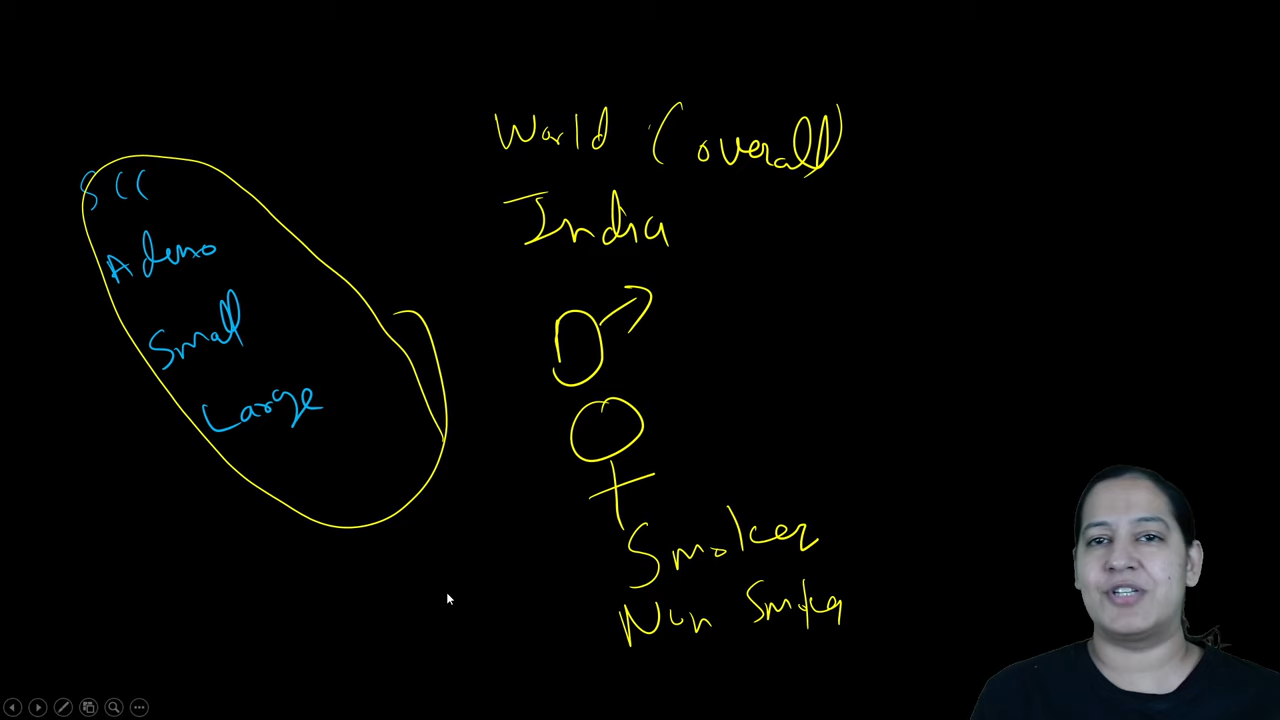 SCC
Adeno
Small
Large
World (overall)
India
Smoker
Non Smoker